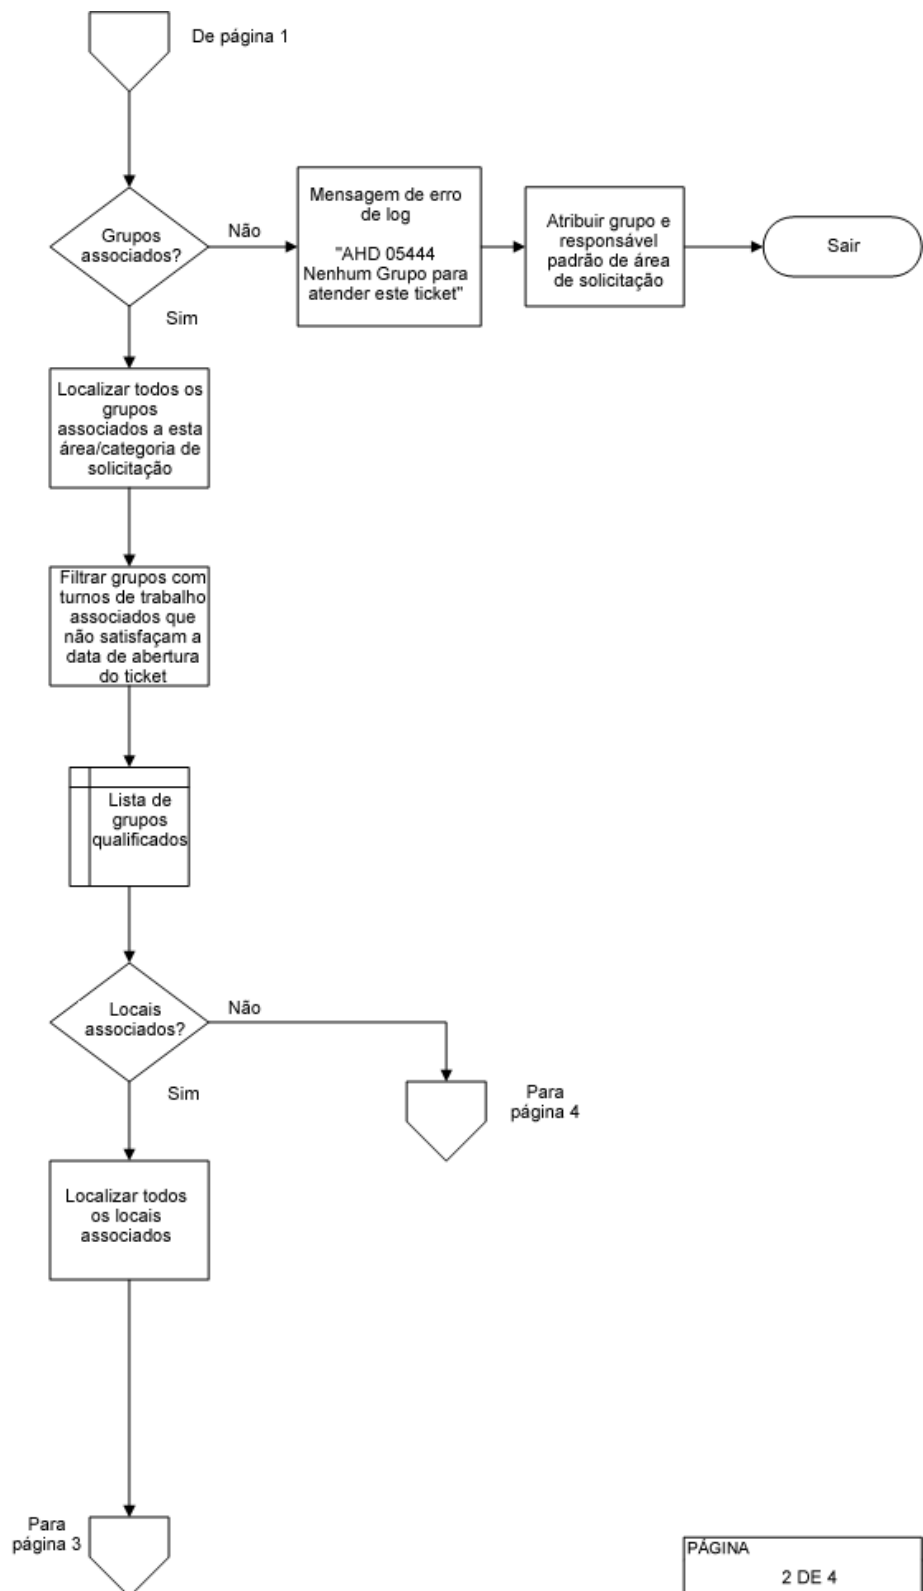 De página 1
Grupos
associados?
Não
Mensagem de erro
de log
"AHD 05444
Nenhum Grupo para
atender este ticket"
Atribuir grupo e
responsável
padrão de área
de solicitação
Sair
Sim
Localizar todos os
grupos
associados a esta
área/categoria de
solicitação
Filtrar grupos com
turnos de trabalho
associados que
não satisfaçam a
data de abertura
do ticket
Lista de
grupos
qualificados
Locais
associados?
Não
Para
página 4
Sim
Localizar todos
os locais
associados
Para
página 3
PÁGINA
2 DE 4